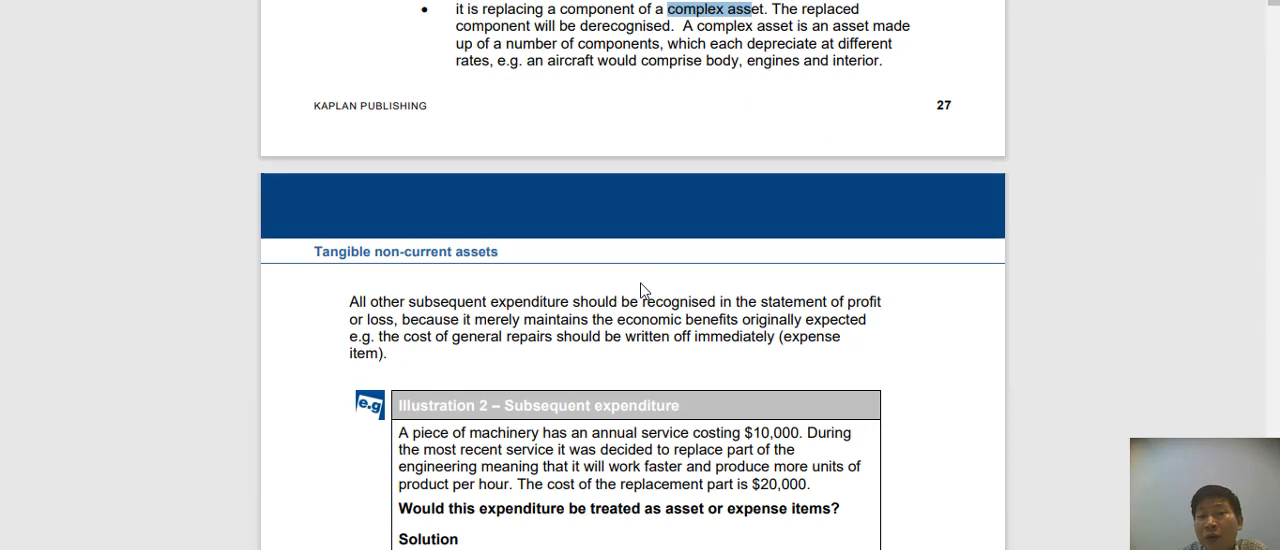 • it is replacing a component of a complex asset. The replaced
component will be derecognised. A complex asset is an asset made
up of a number of components, which each depreciate at different
rates, e.g. an aircraft would comprise body, engines and interior.
KAPLAN PUBLISHING 27
Tangible non-current assets
All other subsequent expenditure should be recognised in the statement of profit
or loss, because it merely maintains the economic benefits originally expected
e.g. the cost of general repairs should be written off immediately (expense
item).
e.g Illustration 2 – Subsequent expenditure
A piece of machinery has an annual service costing $10,000. During
the most recent service it was decided to replace part of the
engineering meaning that it will work faster and produce more units of
product per hour. The cost of the replacement part is $20,000.
Would this expenditure be treated as asset or expense items?
Solution